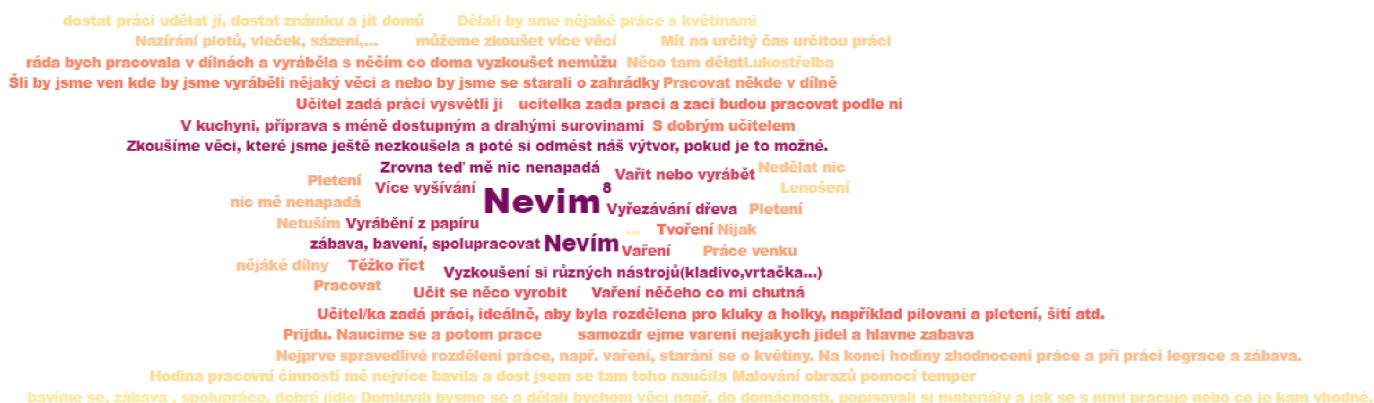 dostat práci udělat jí, dostat známku a jít domů Dělali by sme nějaké práce s květinami
Nazírání plotů, vleček, sázení,... můžeme zkoušet více věcí Mít na určitý čas určitou práci
ráda bych pracovala v dílnách a vyráběla s něčím co doma vyzkoušet nemůžu Něco tam dělat Lukostřelba
Šli by jsme ven kde by jsme vyráběli nějaký věci a nebo by jsme se starali o zahrádky Pracovat někde v dílně
Učitel zadá práci vysvětlí jí ucitelka zada praci a zaci budou pracovat podle ni
V kuchyni, příprava s méně dostupným a drahými surovinami S dobrým učitelem
Zkoušíme věci, které jsme ještě nezkoušela a poté si odmést náš výtvor, pokud je to možné.
Zrovna teď mě nic nenapadá Vařit nebo vyrábět Nedělat nic
Pletení Více vyšívání Nevim 8 Lenošení
nic mě nenapadá Vyřezávání dřeva Pletení
Netuším Vyrábění z papíru ... Tvoření Nijak
zábava, bavení, spolupracovat Nevím Vaření Práce venku
nějáké dílny Těžko říct Vyzkoušení si různých nástrojů(kladivo,vrtačka...)
Pracovat Učit se něco vyrobit Vaření něčeho co mi chutná
Učitel/ka zadá práci, ideálně, aby byla rozdělena pro kluky a holky, například pilovani a pletení, šití atd.
Prijdu. Naucime se a potom prace samozdr ejme vareni nejakych jidel a hlavne zabava
Nejprve spravedlivé rozdělení práce, např. vaření, starání se o květiny. Na konci hodiny zhodnocení práce a při práci legrace a zábava.
Hodina pracovní činností mě nejvíce bavila a dost jsem se tam toho naučila Malování obrazů pomocí temper
bavíme se, zábava , spolupráce, dobré jídlo Domluvili bysme se a dělali bychom věci např. do domácnosti, popisovali si materiály a jak se s nimi pracuje nebo co je kam vhodné.